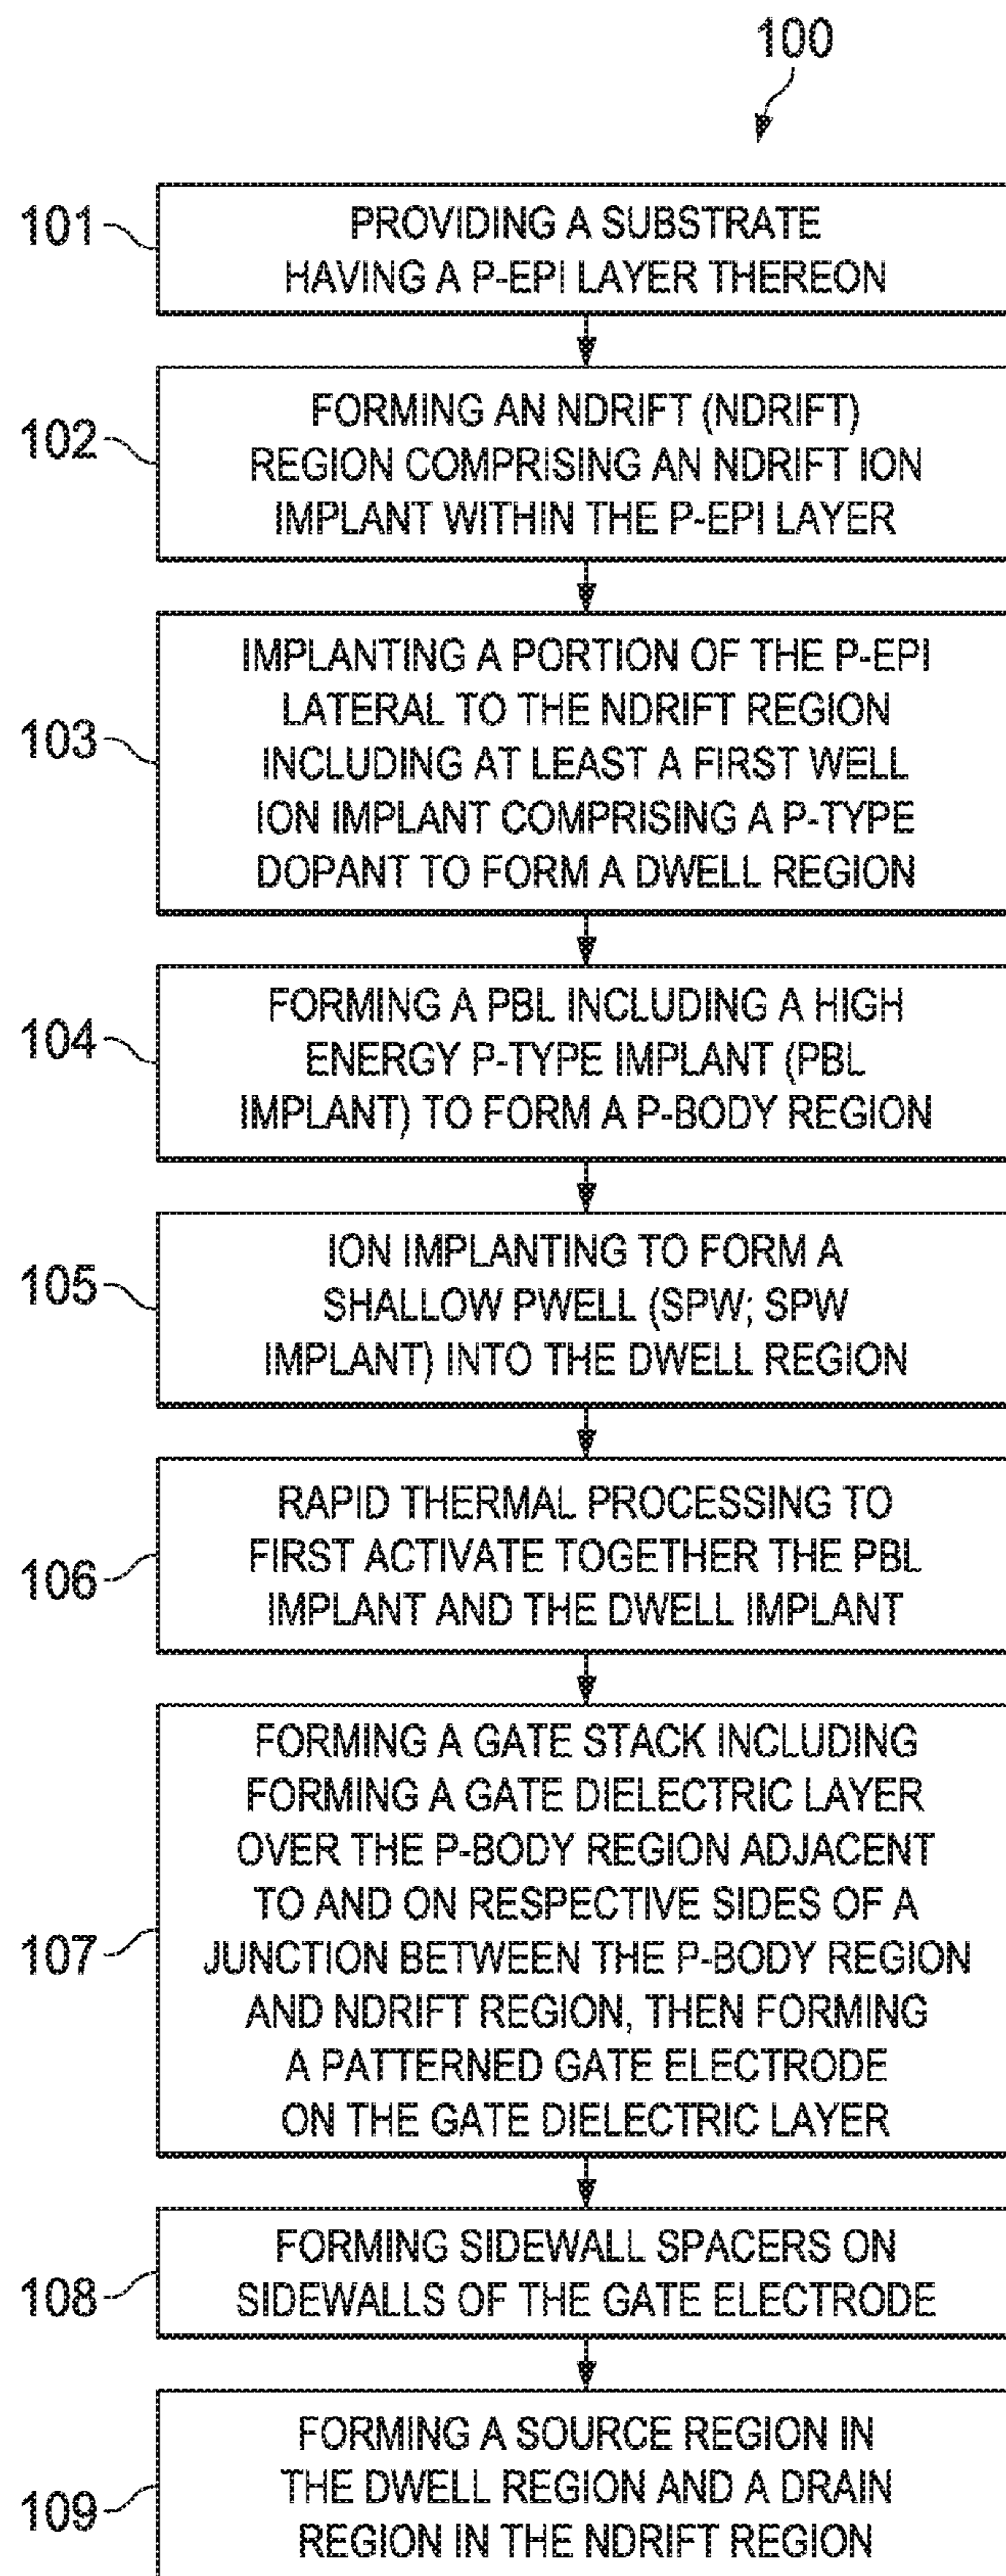 100
101
PROVIDING A SUBSTRATE
HAVING A P-EPI LAYER THEREON
102
FORMING AN NDRIFT (NDRIFT)
REGION COMPRISING AN NDRIFT ION
IMPLANT WITHIN THE P-EPI LAYER
103
IMPLANTING A PORTION OF THE P-EPI
LATERAL TO THE NDRIFT REGION
INCLUDING AT LEAST A FIRST WELL
ION IMPLANT COMPRISING A P-TYPE
DOPANT TO FORM A DWELL REGION
104
FORMING A PBL INCLUDING A HIGH
ENERGY P-TYPE IMPLANT (PBL
IMPLANT) TO FORM A P-BODY REGION
105
ION IMPLANTING TO FORM A
SHALLOW PWELL (SPW; SPW
IMPLANT) INTO THE DWELL REGION
106
RAPID THERMAL PROCESSING TO
FIRST ACTIVATE TOGETHER THE PBL
IMPLANT AND THE DWELL IMPLANT
107
FORMING A GATE STACK INCLUDING
FORMING A GATE DIELECTRIC LAYER
OVER THE P-BODY REGION ADJACENT
TO AND ON RESPECTIVE SIDES OF A
JUNCTION BETWEEN THE P-BODY REGION
AND NDRIFT REGION, THEN FORMING
A PATTERNED GATE ELECTRODE
ON THE GATE DIELECTRIC LAYER
108
FORMING SIDEWALL SPACERS ON
SIDEWALLS OF THE GATE ELECTRODE
109
FORMING A SOURCE REGION IN
THE DWELL REGION AND A DRAIN
REGION IN THE NDRIFT REGION